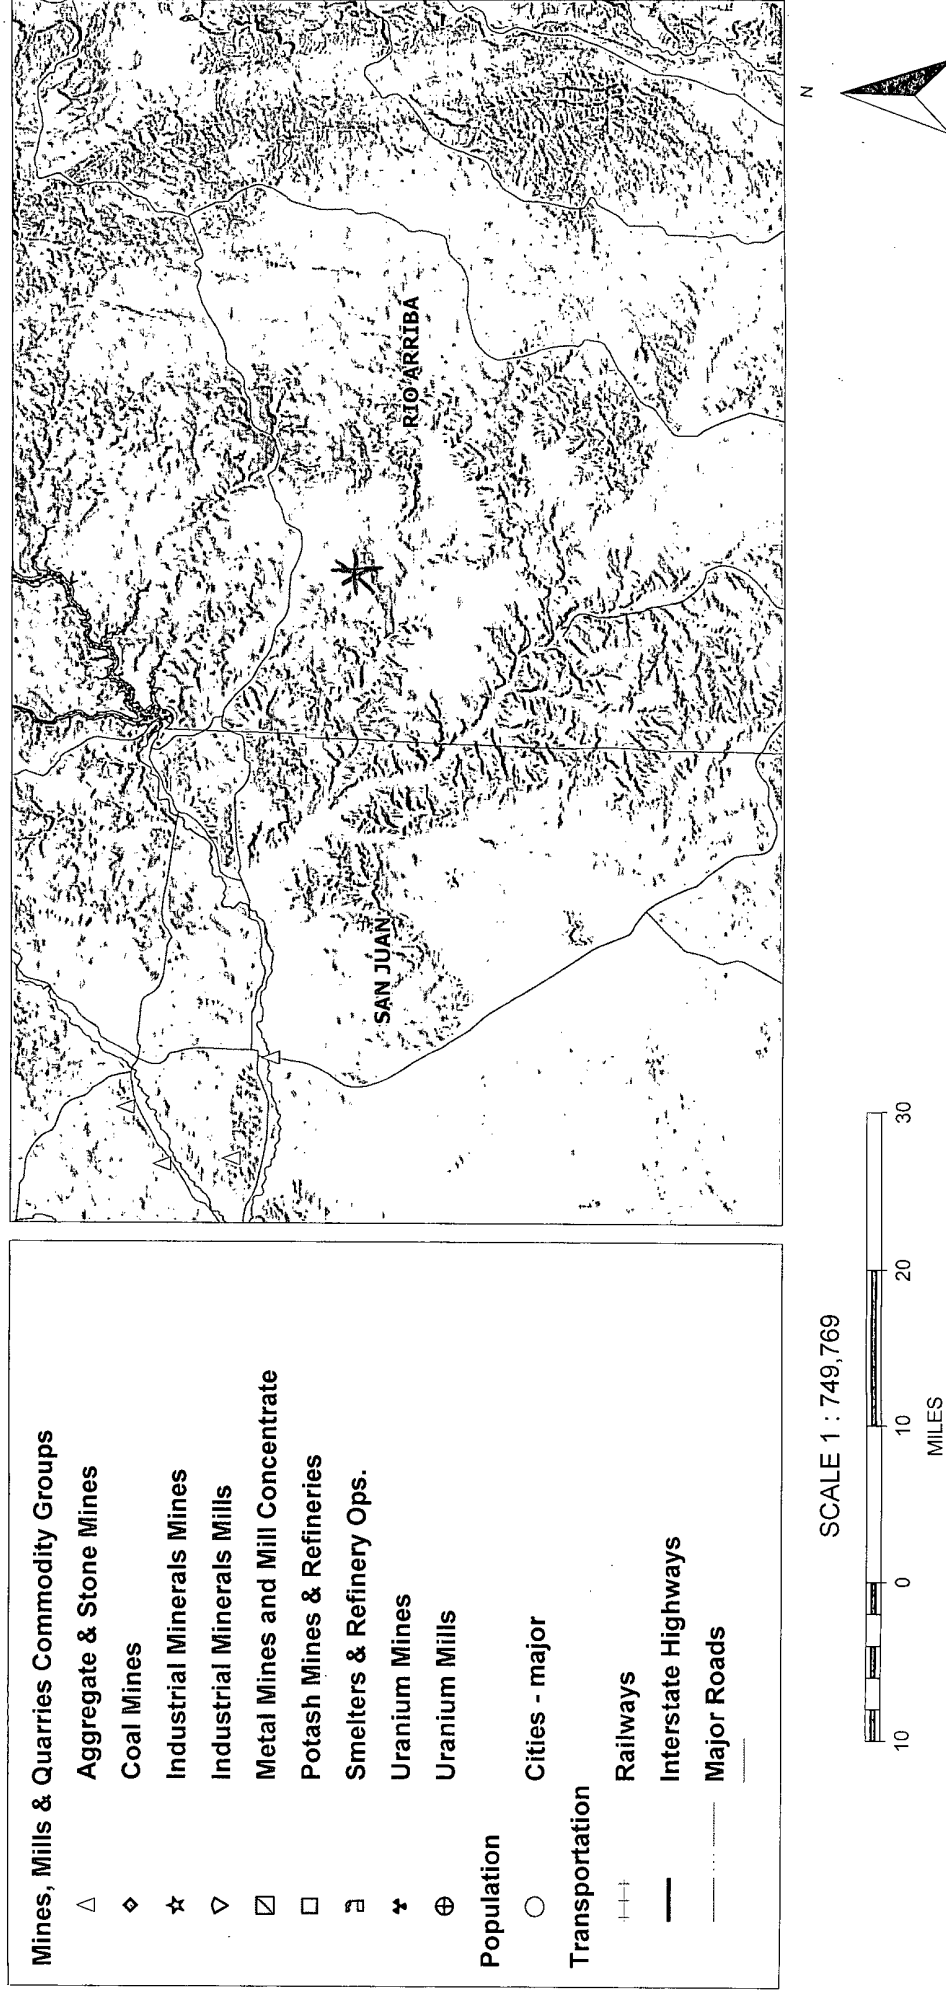 Mines, Mills & Quarries Commodity Groups
Aggregate & Stone Mines
Coal Mines
Industrial Minerals Mines
Industrial Minerals Mills
Metal Mines and Mill Concentrate
Potash Mines & Refineries
Smelters & Refinery Ops.
Uranium Mines
Uranium Mills
Population
Cities - major
Transportation
Railways
Interstate Highways
Major Roads
SAN JUAN
RIO ARRIBA
N
SCALE 1 : 749,769
10 0 10 20 30
MILES